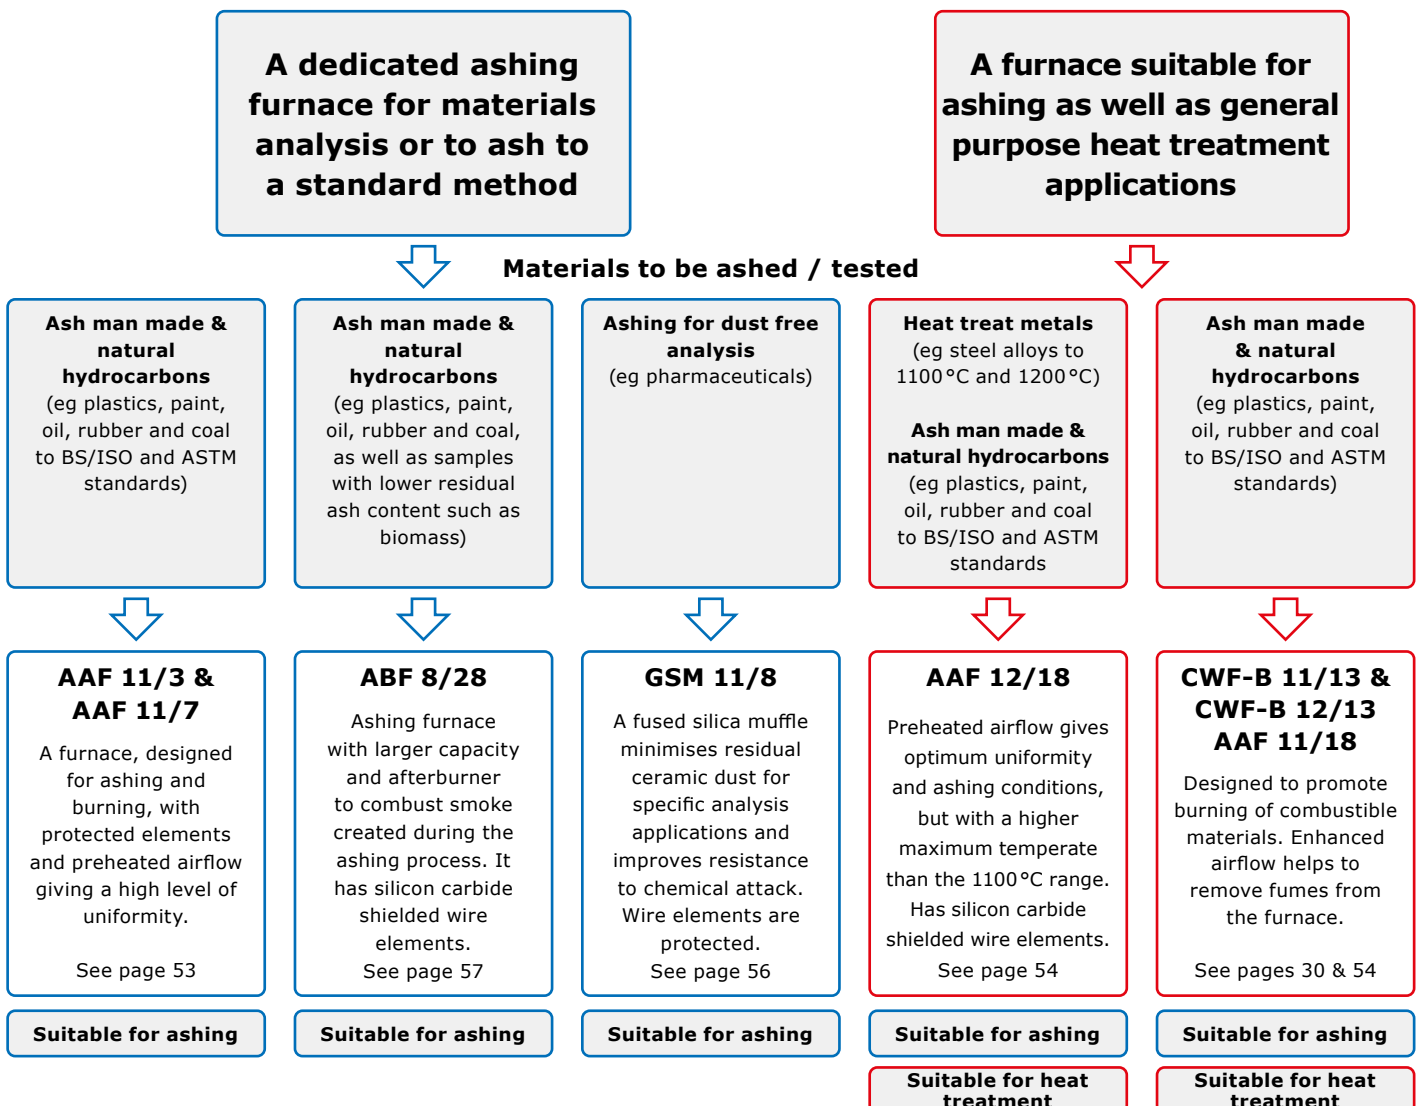 A dedicated ashing
furnace for materials
analysis or to ash to
a standard method
A furnace suitable for
ashing as well as general
purpose heat treatment
applications
Materials to be ashed / tested
Ash man made &
natural
hydrocarbons
(eg plastics, paint,
oil, rubber and coal
to BS/ISO and ASTM
standards)
Ash man made &
natural
hydrocarbons
(eg plastics, paint,
oil, rubber and coal,
as well as samples
with lower residual
ash content such as
biomass)
Ashing for dust free
analysis
(eg pharmaceuticals)
Heat treat metals
(eg steel alloys to
1100°C and 1200°C)
Ash man made &
natural hydrocarbons
(eg plastics, paint,
oil, rubber and coal
to BS/ISO and ASTM
standards
Ash man made
& natural
hydrocarbons
(eg plastics, paint,
oil, rubber and coal
to BS/ISO and ASTM
standards)
AAF 11/3 &
AAF 11/7
A furnace, designed
for ashing and
burning, with
protected elements
and preheated airflow
giving a high level of
uniformity.
See page 53
ABF 8/28
Ashing furnace
with larger capacity
and afterburner
to combust smoke
created during the
ashing process. It
has silicon carbide
shielded wire
elements.
See page 57
GSM 11/8
A fused silica muffle
minimises residual
ceramic dust for
specific analysis
applications and
improves resistance
to chemical attack.
Wire elements are
protected.
See page 56
AAF 12/18
Preheated airflow gives
optimum uniformity
and ashing conditions,
but with a higher
maximum temperate
than the 1100°C range.
Has silicon carbide
shielded wire elements.
See page 54
CWF-B 11/13 &
CWF-B 12/13
AAF 11/18
Designed to promote
burning of combustible
materials. Enhanced
airflow helps to
remove fumes from
the furnace.
See pages 30 & 54
Suitable for ashing
Suitable for ashing
Suitable for ashing
Suitable for ashing
Suitable for ashing
Suitable for heat
treatment
Suitable for heat
treatment